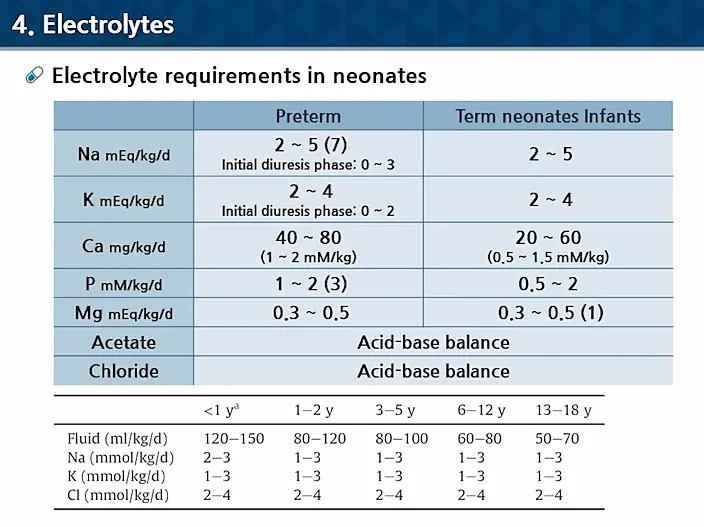 4. Electrolytes
Electrolyte requirements in neonates
Preterm Term neonates Infants
Na mEq/kg/d 2 ~ 5 (7) 2 ~ 5
Initial diuresis phase: 0 ~ 3
K mEq/kg/d 2 ~ 4 2 ~ 4
Initial diuresis phase: 0 ~ 2
Ca mg/kg/d 40 ~ 80 20 ~ 60
(1 ~ 2 mM/kg) (0.5 ~ 1.5 mM/kg)
P mM/kg/d 1 ~ 2 (3) 0.5 ~ 2
Mg mEq/kg/d 0.3 ~ 0.5 0.3 ~ 0.5 (1)
Acetate Acid-base balance
Chloride Acid-base balance
<1 yª 1–2 y 3–5 y 6–12 y 13–18 y
Fluid (ml/kg/d) 120–150 80–120 80–100 60–80 50–70
Na (mmol/kg/d) 2–3 1–3 1–3 1–3 1–3
K (mmol/kg/d) 1–3 1–3 1–3 1–3 1–3
Cl (mmol/kg/d) 2–4 2–4 2–4 2–4 2–4